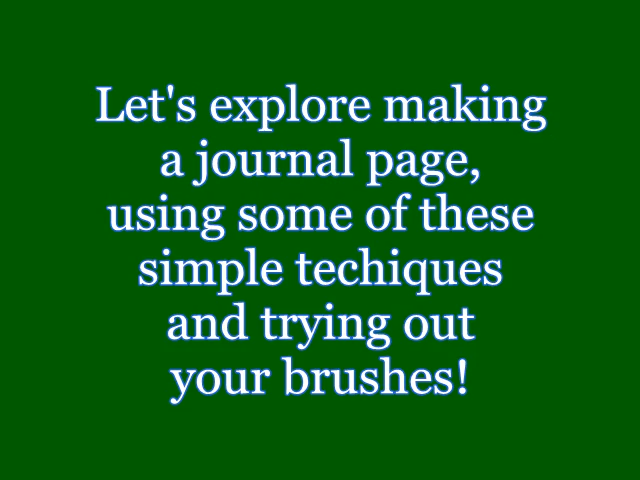 Let's explore making
a journal page,
using some of these
simple techiques
and trying out
your brushes!